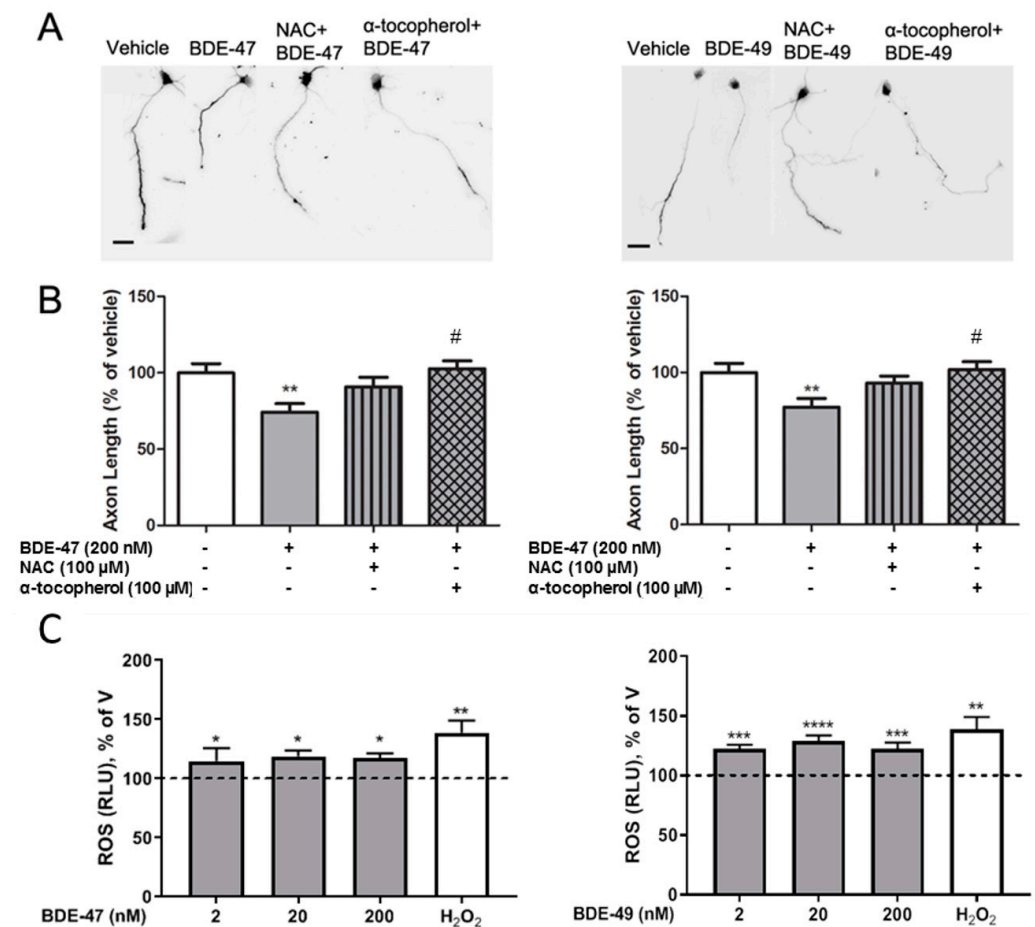 A
Vehicle BDE-47 NAC+ BDE-47 α-tocopherol+ BDE-47
Vehicle BDE-49 NAC+ BDE-49 α-tocopherol+ BDE-49
B
Axon Length (% of vehicle)
150
100
50
0
** #
BDE-47 (200 nM) - + + +
NAC (100 µM) - - + -
α-tocopherol (100 µM) - - - +
Axon Length (% of vehicle)
150
100
50
0
** #
BDE-47 (200 nM) - + + +
NAC (100 µM) - - + -
α-tocopherol (100 µM) - - - +
C
ROS (RLU), % of V
200
150
100
50
0
* * * **
BDE-47 (nM) 2 20 200 H₂O₂
ROS (RLU), % of V
200
150
100
50
0
*** **** *** **
BDE-49 (nM) 2 20 200 H₂O₂